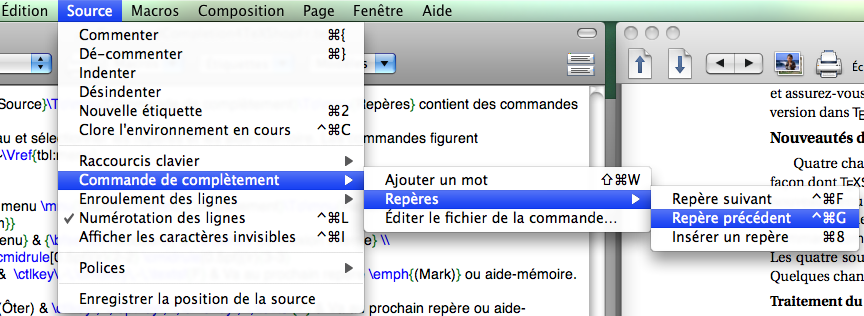 Édition Source Macros Composition Page Fenêtre Aide
Commenter ⌘{
Dé-commenter ⌘}
Indenter
Désindenter
Nouvelle étiquette ⌘2
Clore l'environnement en cours ^⌘C
Raccourcis clavier
Commande de complètement
Enroulement des lignes
✓ Numérotation des lignes ^⌘L
Afficher les caractères invisibles ^⌘I
Polices
Enregistrer la position de la source
Ajouter un mot ⇧⌘W
Repères
Éditer le fichier de la commande...
Repère suivant ^⌘F
Repère précédent ^⌘G
Insérer un repère ⌘8
Source}\T
epères} contient des commandes
au et sélec
mmandes figurent
\Vref{tbl:r
menu \m
n}}
enu} & {\b
} \\
cmidrule[0
& \ctlkey
\emph{(Mark)} ou aide-mémoire.
(Ôter) &
prochain repère ou aide-
Éc
et assurez-vous
version dans TE
Nouveautés d
Quatre cha
façon dont TEXS
Les quatre sou
Quelques chan
Traitement du